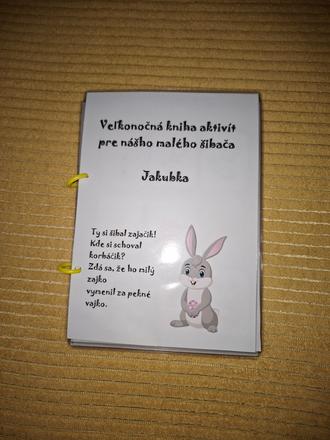 Veľkonočná kniha aktivít
pre nášho malého šibača
Jakubka
Ty si šibal zajačik!
Kde si schoval
korbáčik?
Zdá sa, že ho milý
zajko
vymenil za pekné
vajko.